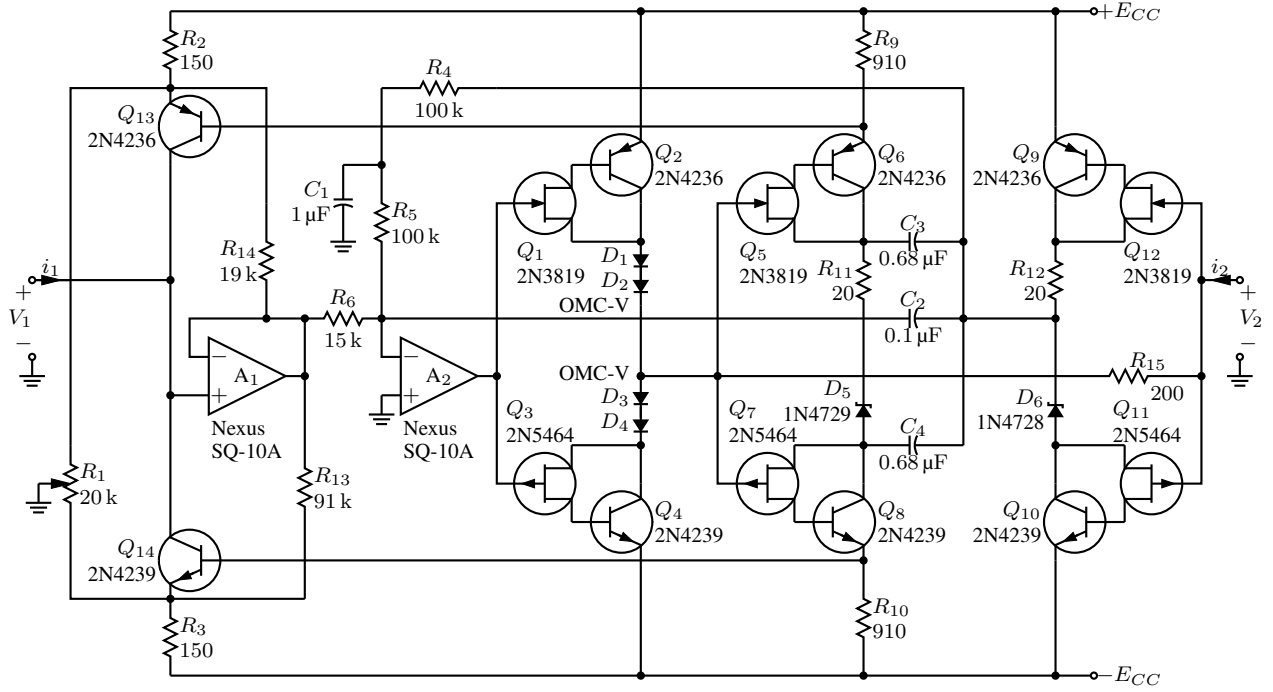 +E_CC
R_2
150
R_9
910
R_4
100 k
Q_13
2N4236
Q_2
2N4236
Q_6
2N4236
Q_9
2N4236
C_1
1 µF
R_5
100 k
Q_1
2N3819
Q_5
2N3819
C_3
0.68 µF
Q_12
2N3819
R_14
19 k
D_1
D_2
OMC-V
R_11
20
R_12
20
i_1
+
V_1
−
i_2
+
V_2
−
R_6
15 k
C_2
0.1 µF
−
A_1
+
Nexus
SQ-10A
−
A_2
+
Nexus
SQ-10A
OMC-V
D_3
D_4
R_15
200
D_5
1N4729
D_6
1N4728
Q_3
2N5464
Q_7
2N5464
C_4
0.68 µF
Q_11
2N5464
R_1
20 k
R_13
91 k
Q_14
2N4239
Q_4
2N4239
Q_8
2N4239
Q_10
2N4239
R_3
150
R_10
910
−E_CC